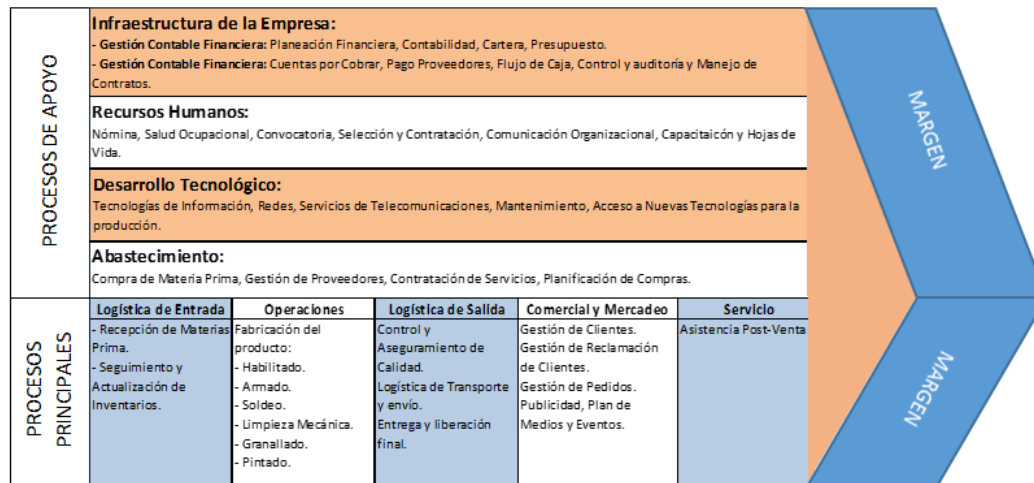 PROCESOS DE APOYO
Infraestructura de la Empresa:
- Gestión Contable Financiera: Planeación Financiera, Contabilidad, Cartera, Presupuesto.
- Gestión Contable Financiera: Cuentas por Cobrar, Pago Proveedores, Flujo de Caja, Control y auditoría y Manejo de
Contratos.
Recursos Humanos:
Nómina, Salud Ocupacional, Convocatoria, Selección y Contratación, Comunicación Organizacional, Capacitaicón y Hojas de
Vida.
Desarrollo Tecnológico:
Tecnologías de Información, Redes, Servicios de Telecomunicaciones, Mantenimiento, Acceso a Nuevas Tecnologías para la
producción.
Abastecimiento:
Compra de Materia Prima, Gestión de Proveedores, Contratación de Servicios, Planificación de Compras.
MARGEN
PROCESOS
PRINCIPALES
Logística de Entrada
- Recepción de Materias
Prima.
- Seguimiento y
Actualización de
Inventarios.
Operaciones
Fabricación del
producto:
- Habilitado.
- Armado.
- Soldeo.
- Limpieza Mecánica.
- Granallado.
- Pintado.
Logística de Salida
Control y
Aseguramiento de
Calidad.
Logística de Transporte
y envío.
Entrega y liberación
final.
Comercial y Mercadeo
Gestión de Clientes.
Gestión de Reclamación
de Clientes.
Gestión de Pedidos.
Publicidad, Plan de
Medios y Eventos.
Servicio
Asistencia Post-Venta
MARGEN